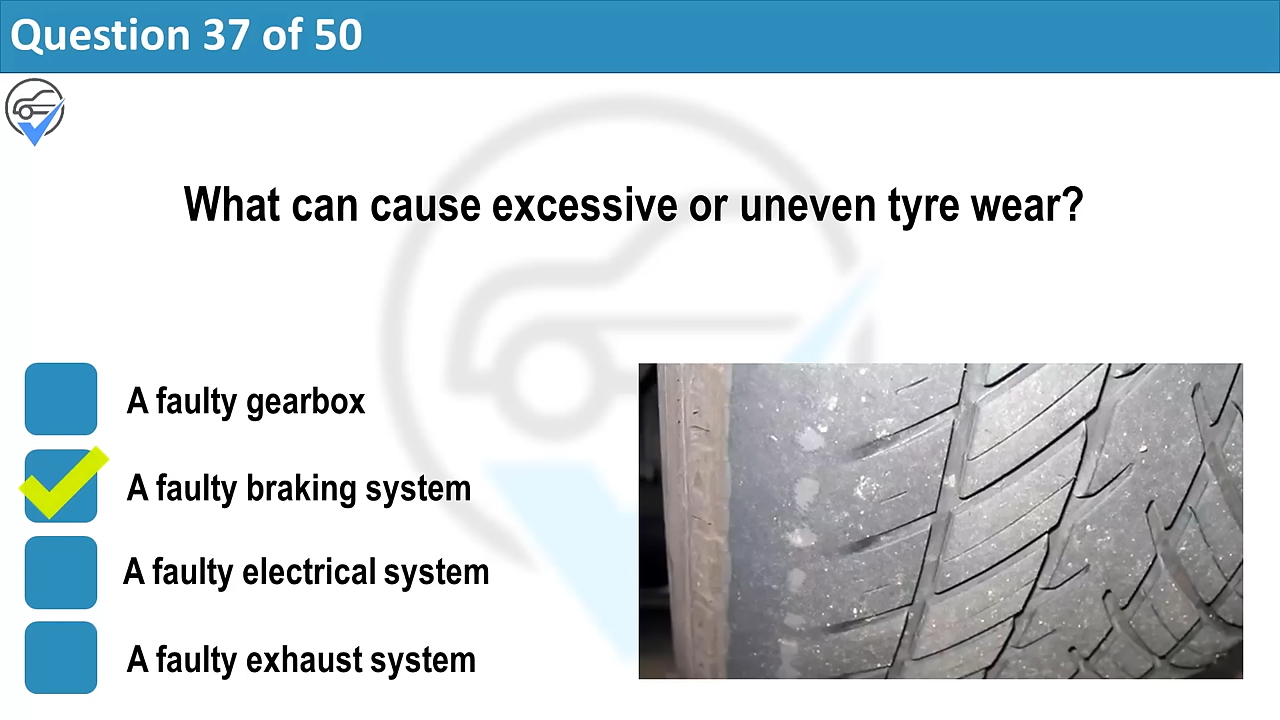 Question 37 of 50
What can cause excessive or uneven tyre wear?
A faulty gearbox
A faulty braking system
A faulty electrical system
A faulty exhaust system